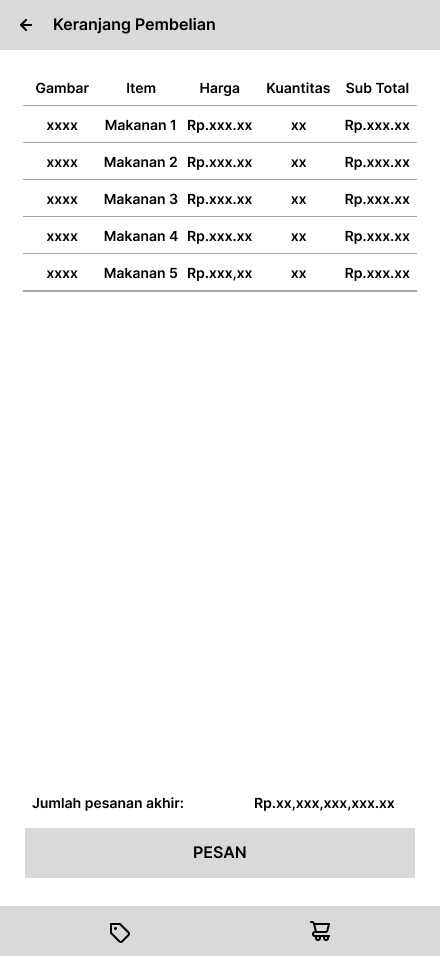 Keranjang Pembelian
Gambar Item Harga Kuantitas Sub Total
xxxx Makanan 1 Rp.xxx.xx xx Rp.xxx.xx
xxxx Makanan 2 Rp.xxx.xx xx Rp.xxx.xx
xxxx Makanan 3 Rp.xxx.xx xx Rp.xxx.xx
xxxx Makanan 4 Rp.xxx.xx xx Rp.xxx.xx
xxxx Makanan 5 Rp.xxx,xx xx Rp.xxx.xx
Jumlah pesanan akhir: Rp.xx,xxx,xxx,xxx.xx
PESAN